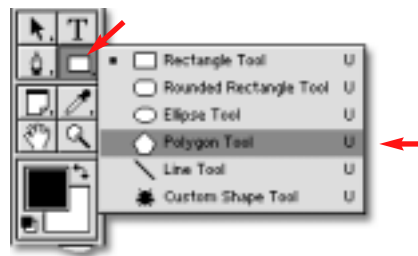 T
Rectangle Tool U
Rounded Rectangle Tool U
Ellipse Tool U
Polygon Tool U
Line Tool U
Custom Shape Tool U